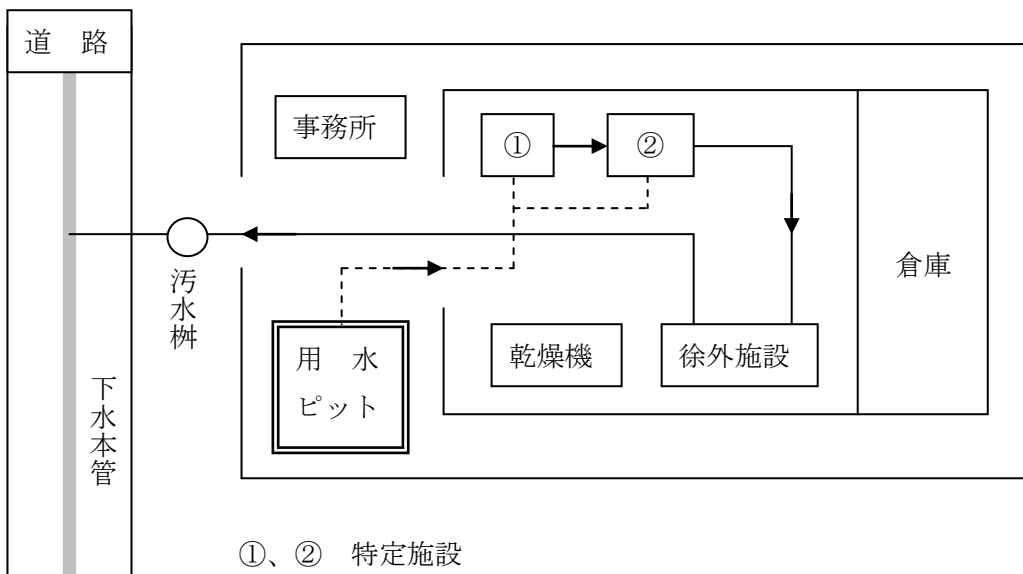 道　路
事務所
①
②
倉庫
汚水桝
用　水
ピット
乾燥機
徐外施設
下水本管
①、②　特定施設